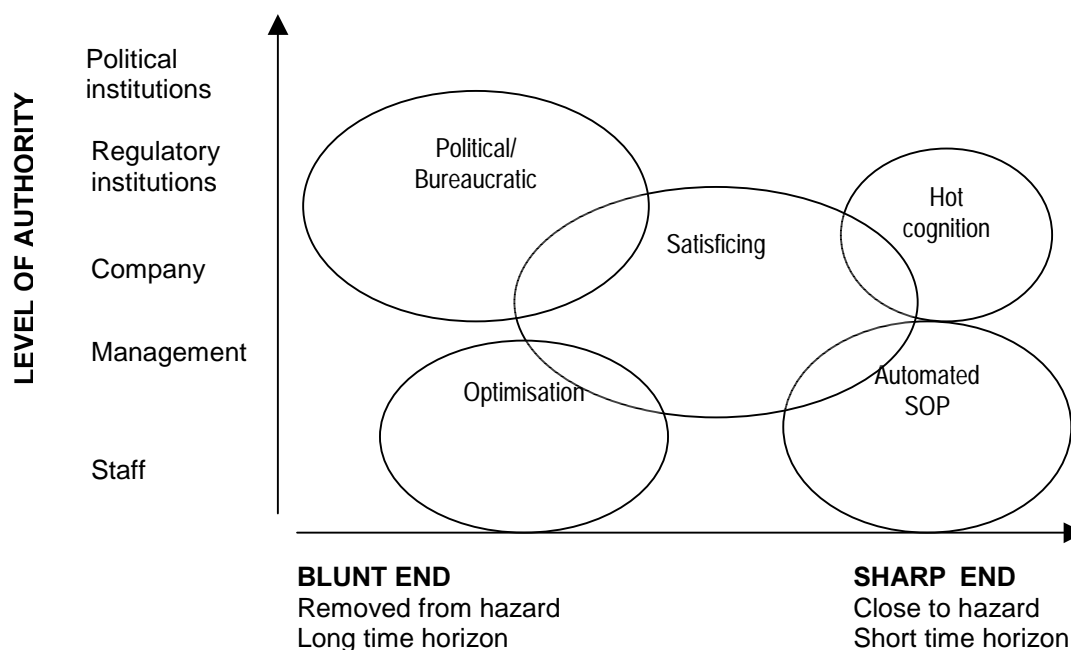 LEVEL OF AUTHORITY
Political
institutions
Regulatory
institutions
Company
Management
Staff
Political/
Bureaucratic
Satisficing
Hot
cognition
Optimisation
Automated
SOP
BLUNT END
Removed from hazard
Long time horizon
SHARP END
Close to hazard
Short time horizon